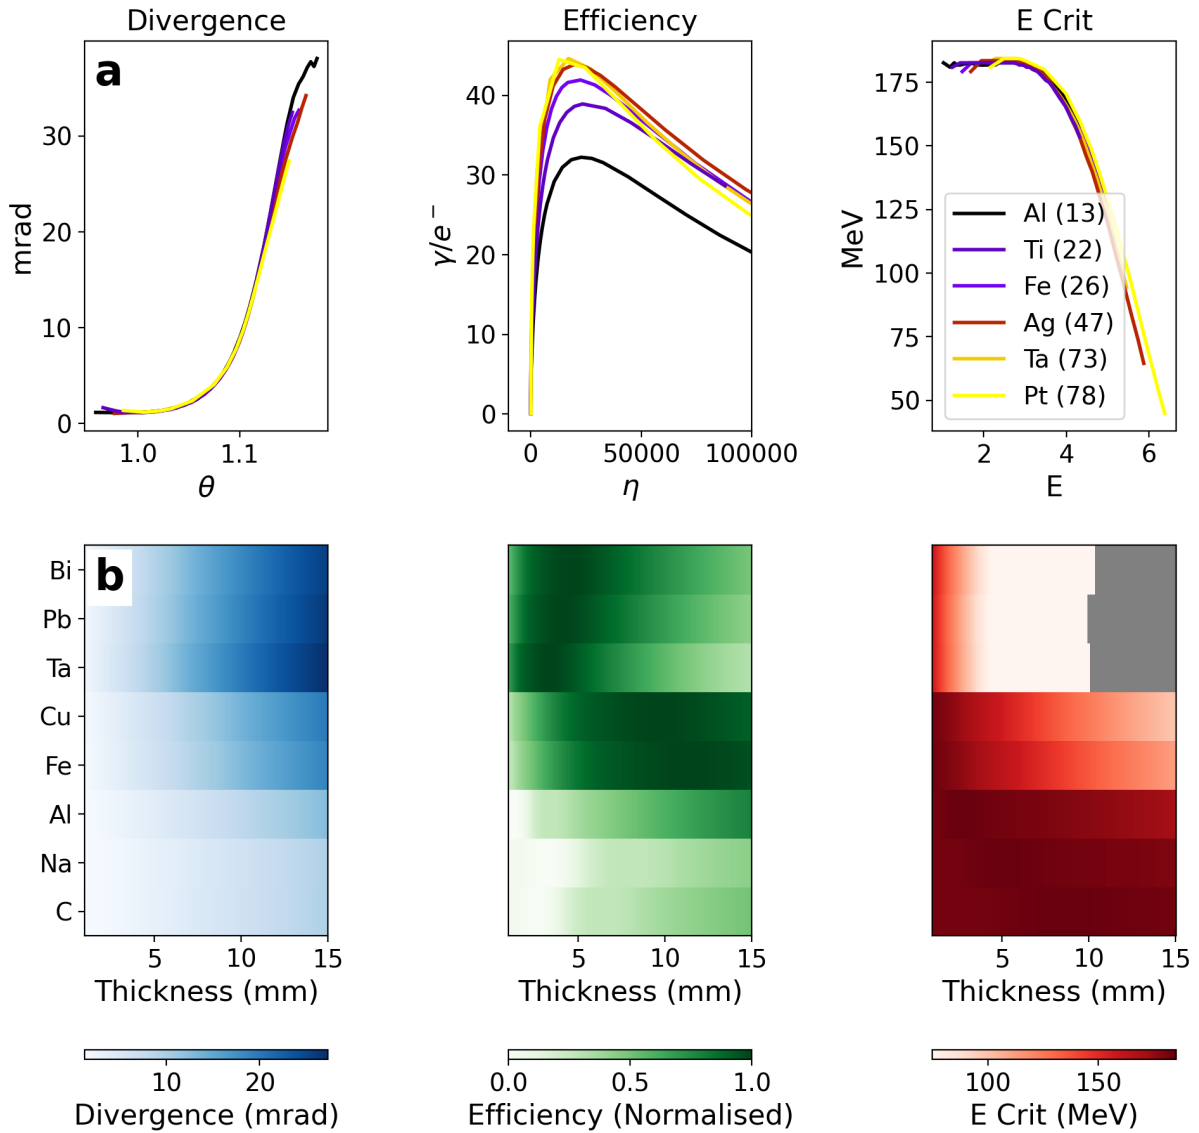 Divergence
a
30
20
10
0
mrad
1.0 1.1
θ
Efficiency
40
30
20
10
0
γ/e⁻
0 50000 100000
η
E Crit
175
150
125
100
75
50
MeV
Al (13)
Ti (22)
Fe (26)
Ag (47)
Ta (73)
Pt (78)
2 4 6
E
b
Bi
Pb
Ta
Cu
Fe
Al
Na
C
5 10 15
Thickness (mm)
5 10 15
Thickness (mm)
5 10 15
Thickness (mm)
10 20
Divergence (mrad)
0.0 0.5 1.0
Efficiency (Normalised)
100 150
E Crit (MeV)